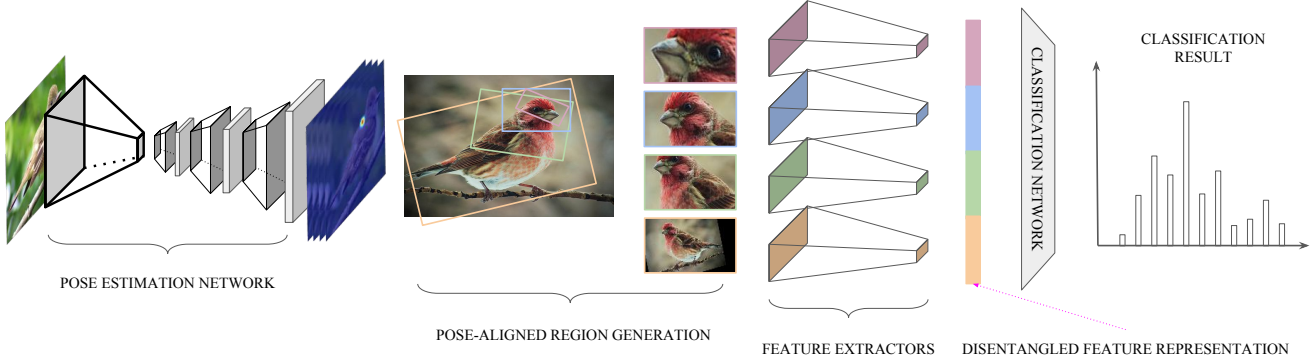 CLASSIFICATION
RESULT
CLASSIFICATION NETWORK
POSE ESTIMATION NETWORK
POSE-ALIGNED REGION GENERATION
FEATURE EXTRACTORS
DISENTANGLED FEATURE REPRESENTATION